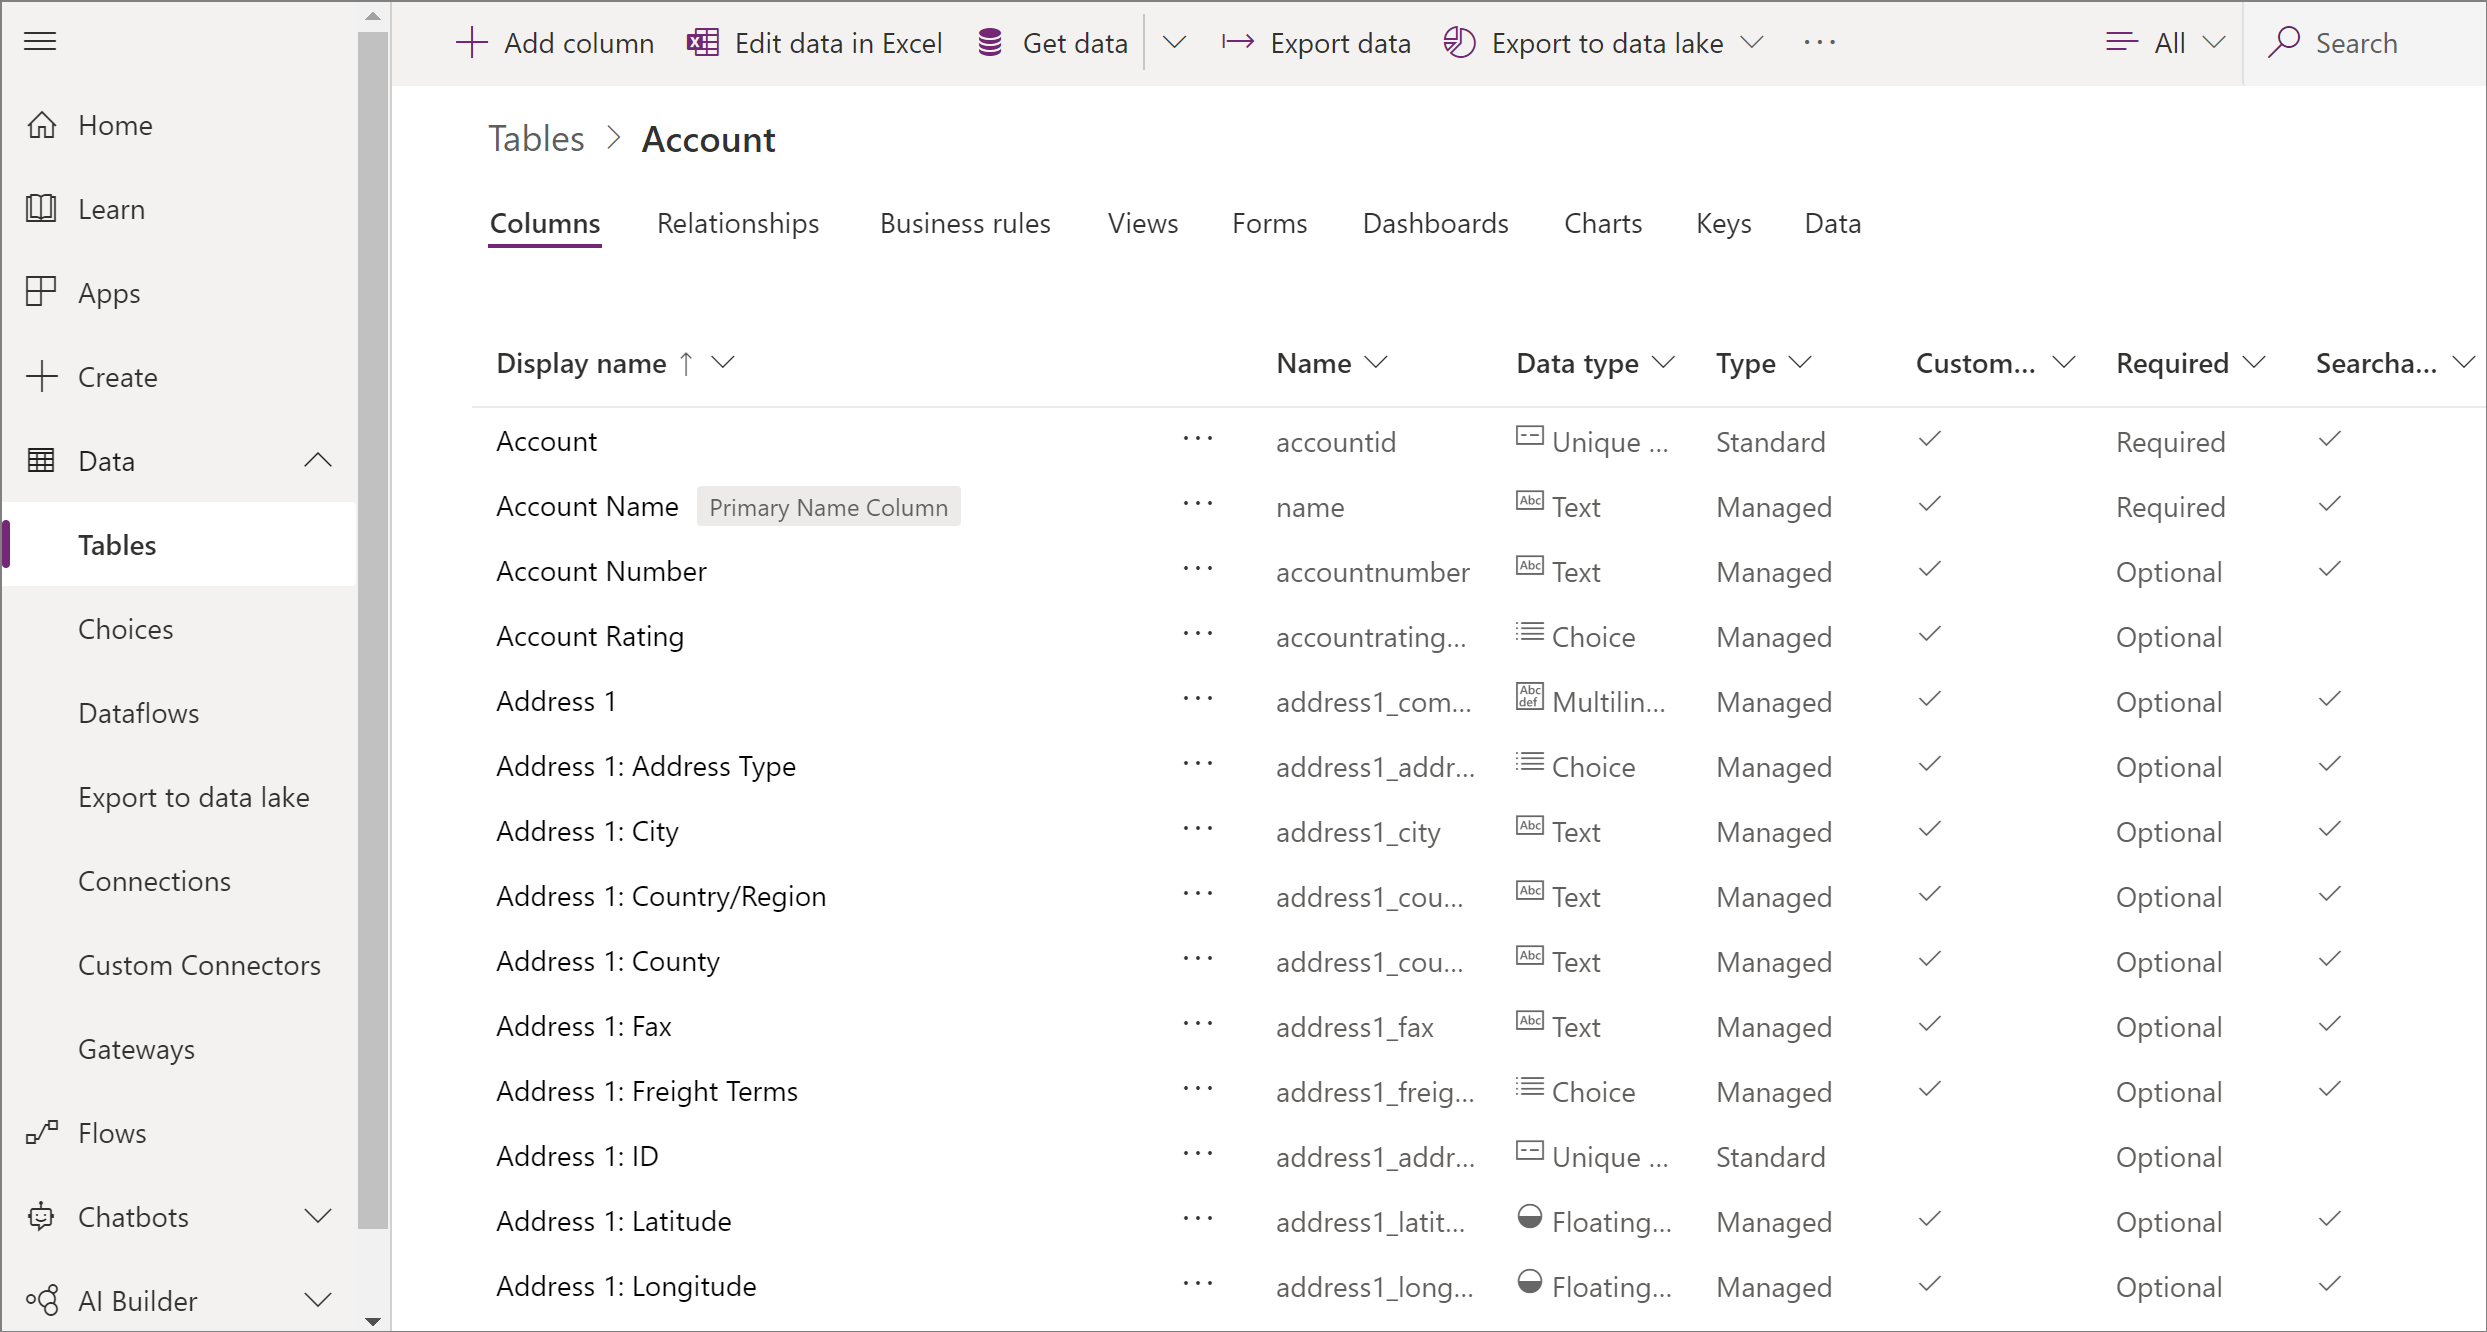 Add column Edit data in Excel Get data Export data Export to data lake ··· All Search
Home
Learn
Apps
Create
Data
Tables
Choices
Dataflows
Export to data lake
Connections
Custom Connectors
Gateways
Flows
Chatbots
AI Builder
Tables > Account
Columns Relationships Business rules Views Forms Dashboards Charts Keys Data
Display name ↑ Name Data type Type Custom... Required Searcha...
Account ··· accountid Unique ... Standard ✓ Required ✓
Account Name Primary Name Column ··· name Abc Text Managed ✓ Required ✓
Account Number ··· accountnumber Abc Text Managed ✓ Optional ✓
Account Rating ··· accountrating... Choice Managed ✓ Optional
Address 1 ··· address1_com... Abc def Multilin... Managed ✓ Optional ✓
Address 1: Address Type ··· address1_addr... Choice Managed ✓ Optional ✓
Address 1: City ··· address1_city Abc Text Managed ✓ Optional ✓
Address 1: Country/Region ··· address1_cou... Abc Text Managed ✓ Optional ✓
Address 1: County ··· address1_cou... Abc Text Managed ✓ Optional ✓
Address 1: Fax ··· address1_fax Abc Text Managed ✓ Optional ✓
Address 1: Freight Terms ··· address1_freig... Choice Managed ✓ Optional ✓
Address 1: ID ··· address1_addr... Unique ... Standard Optional
Address 1: Latitude ··· address1_latit... Floating... Managed ✓ Optional ✓
Address 1: Longitude ··· address1_long... Floating... Managed ✓ Optional ✓